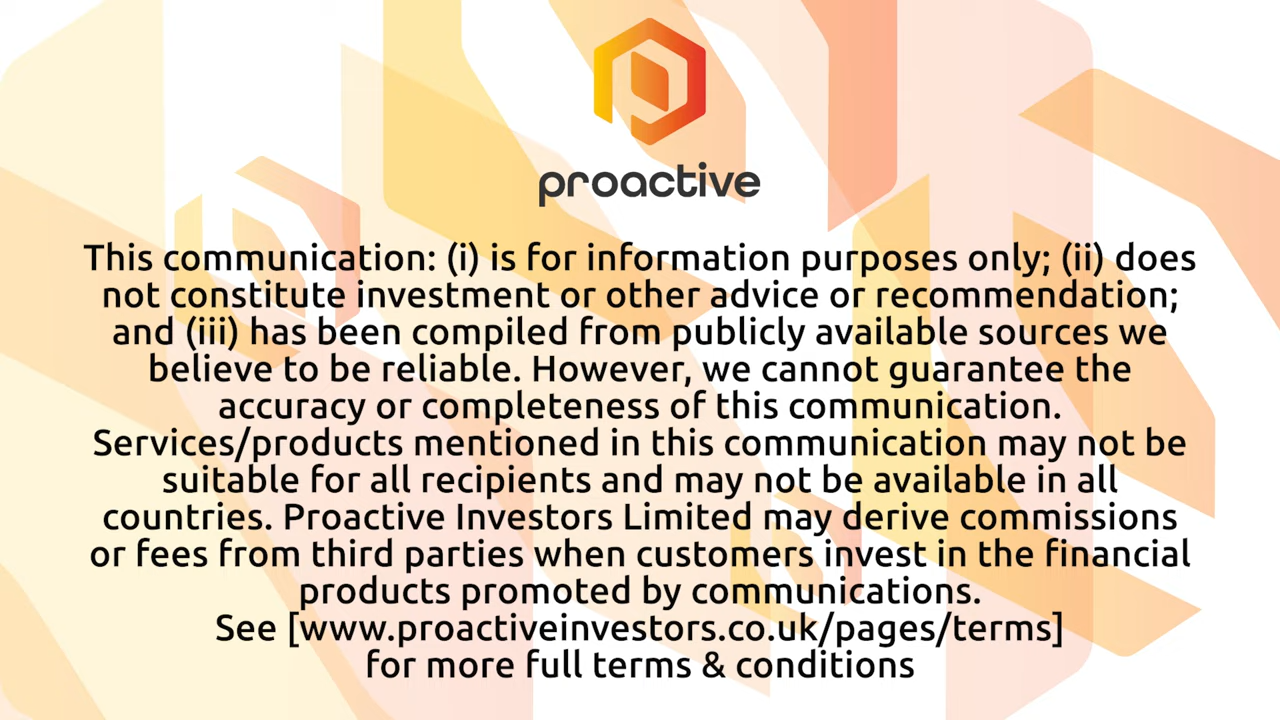 proactive
This communication: (i) is for information purposes only; (ii) does
not constitute investment or other advice or recommendation;
and (iii) has been compiled from publicly available sources we
believe to be reliable. However, we cannot guarantee the
accuracy or completeness of this communication.
Services/products mentioned in this communication may not be
suitable for all recipients and may not be available in all
countries. Proactive Investors Limited may derive commissions
or fees from third parties when customers invest in the financial
products promoted by communications.
See [www.proactiveinvestors.co.uk/pages/terms]
for more full terms & conditions